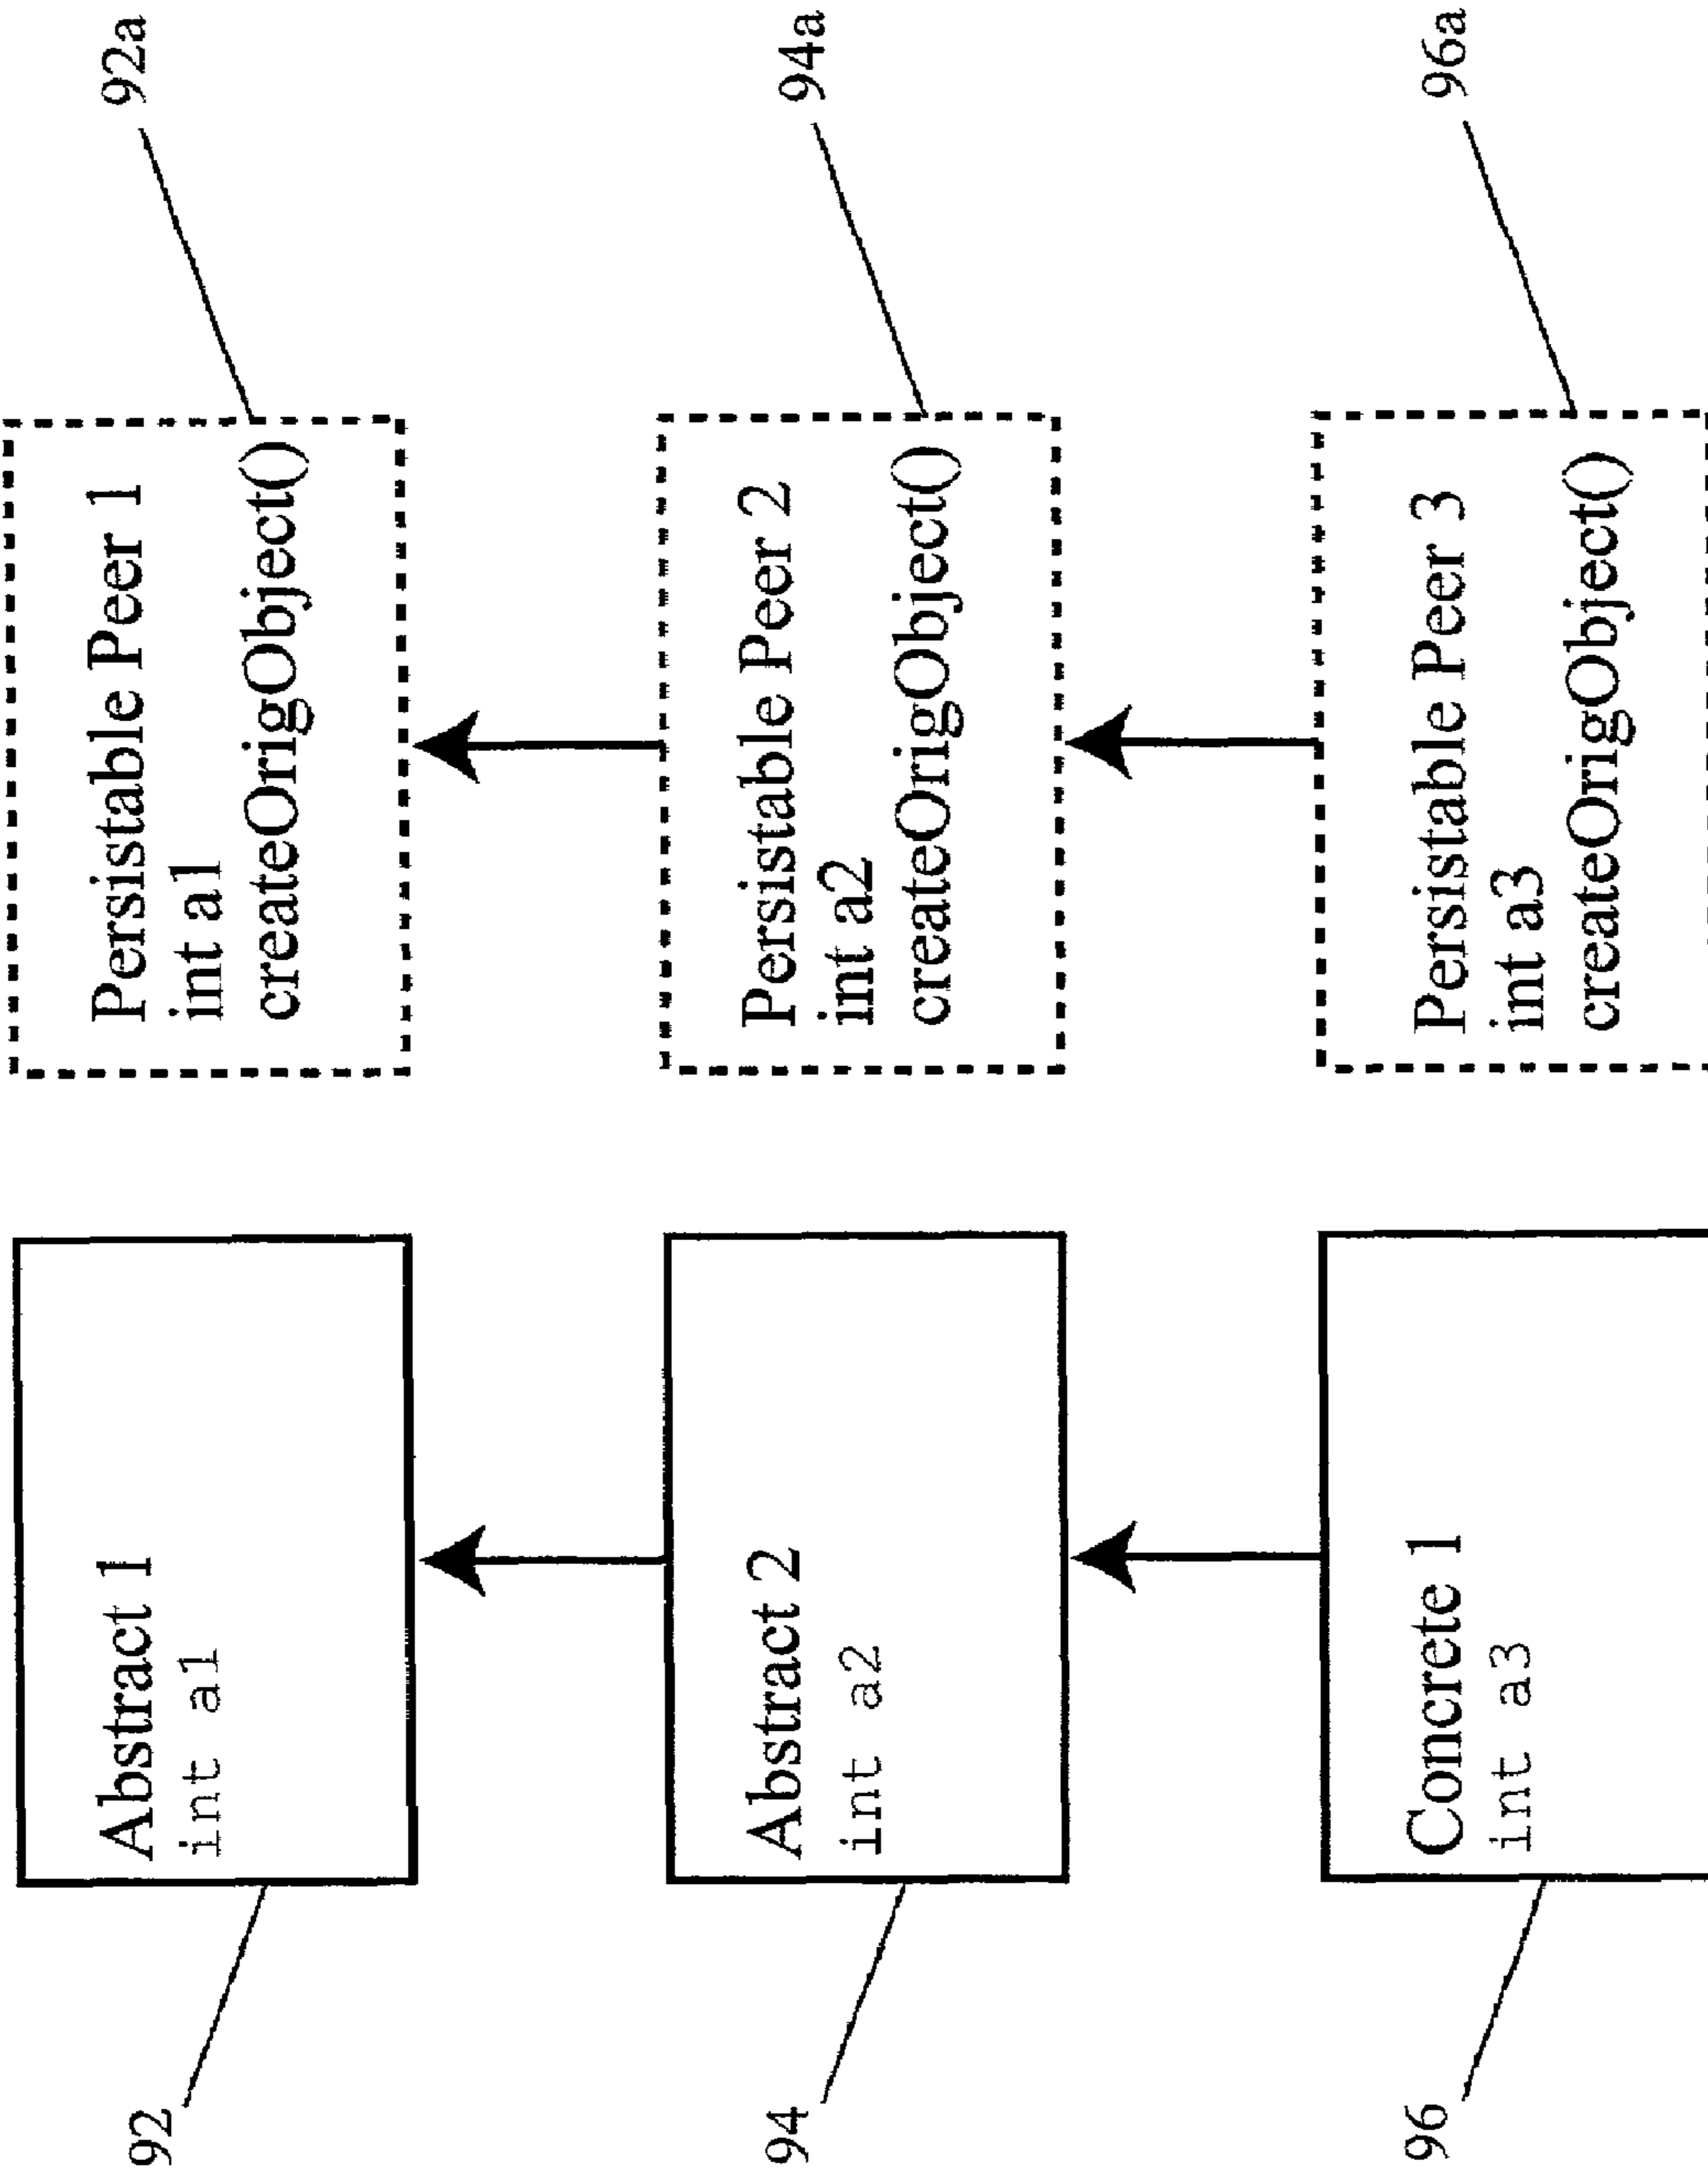 92
Abstract 1
int a1
Persistable Peer 1
int a1
createOrigObject()
92a
94
Abstract 2
int a2
Persistable Peer 2
int a2
createOrigObject()
94a
96
Concrete 1
int a3
Persistable Peer 3
int a3
createOrigObject()
96a